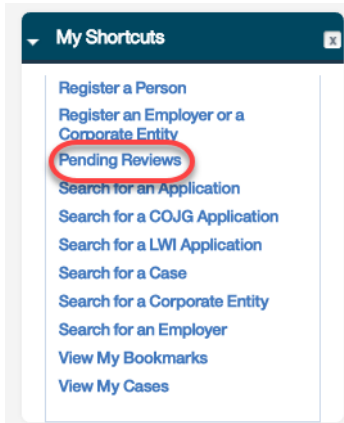 My Shortcuts
x
Register a Person
Register an Employer or a
Corporate Entity
Pending Reviews
Search for an Application
Search for a COJG Application
Search for a LWI Application
Search for a Case
Search for a Corporate Entity
Search for an Employer
View My Bookmarks
View My Cases